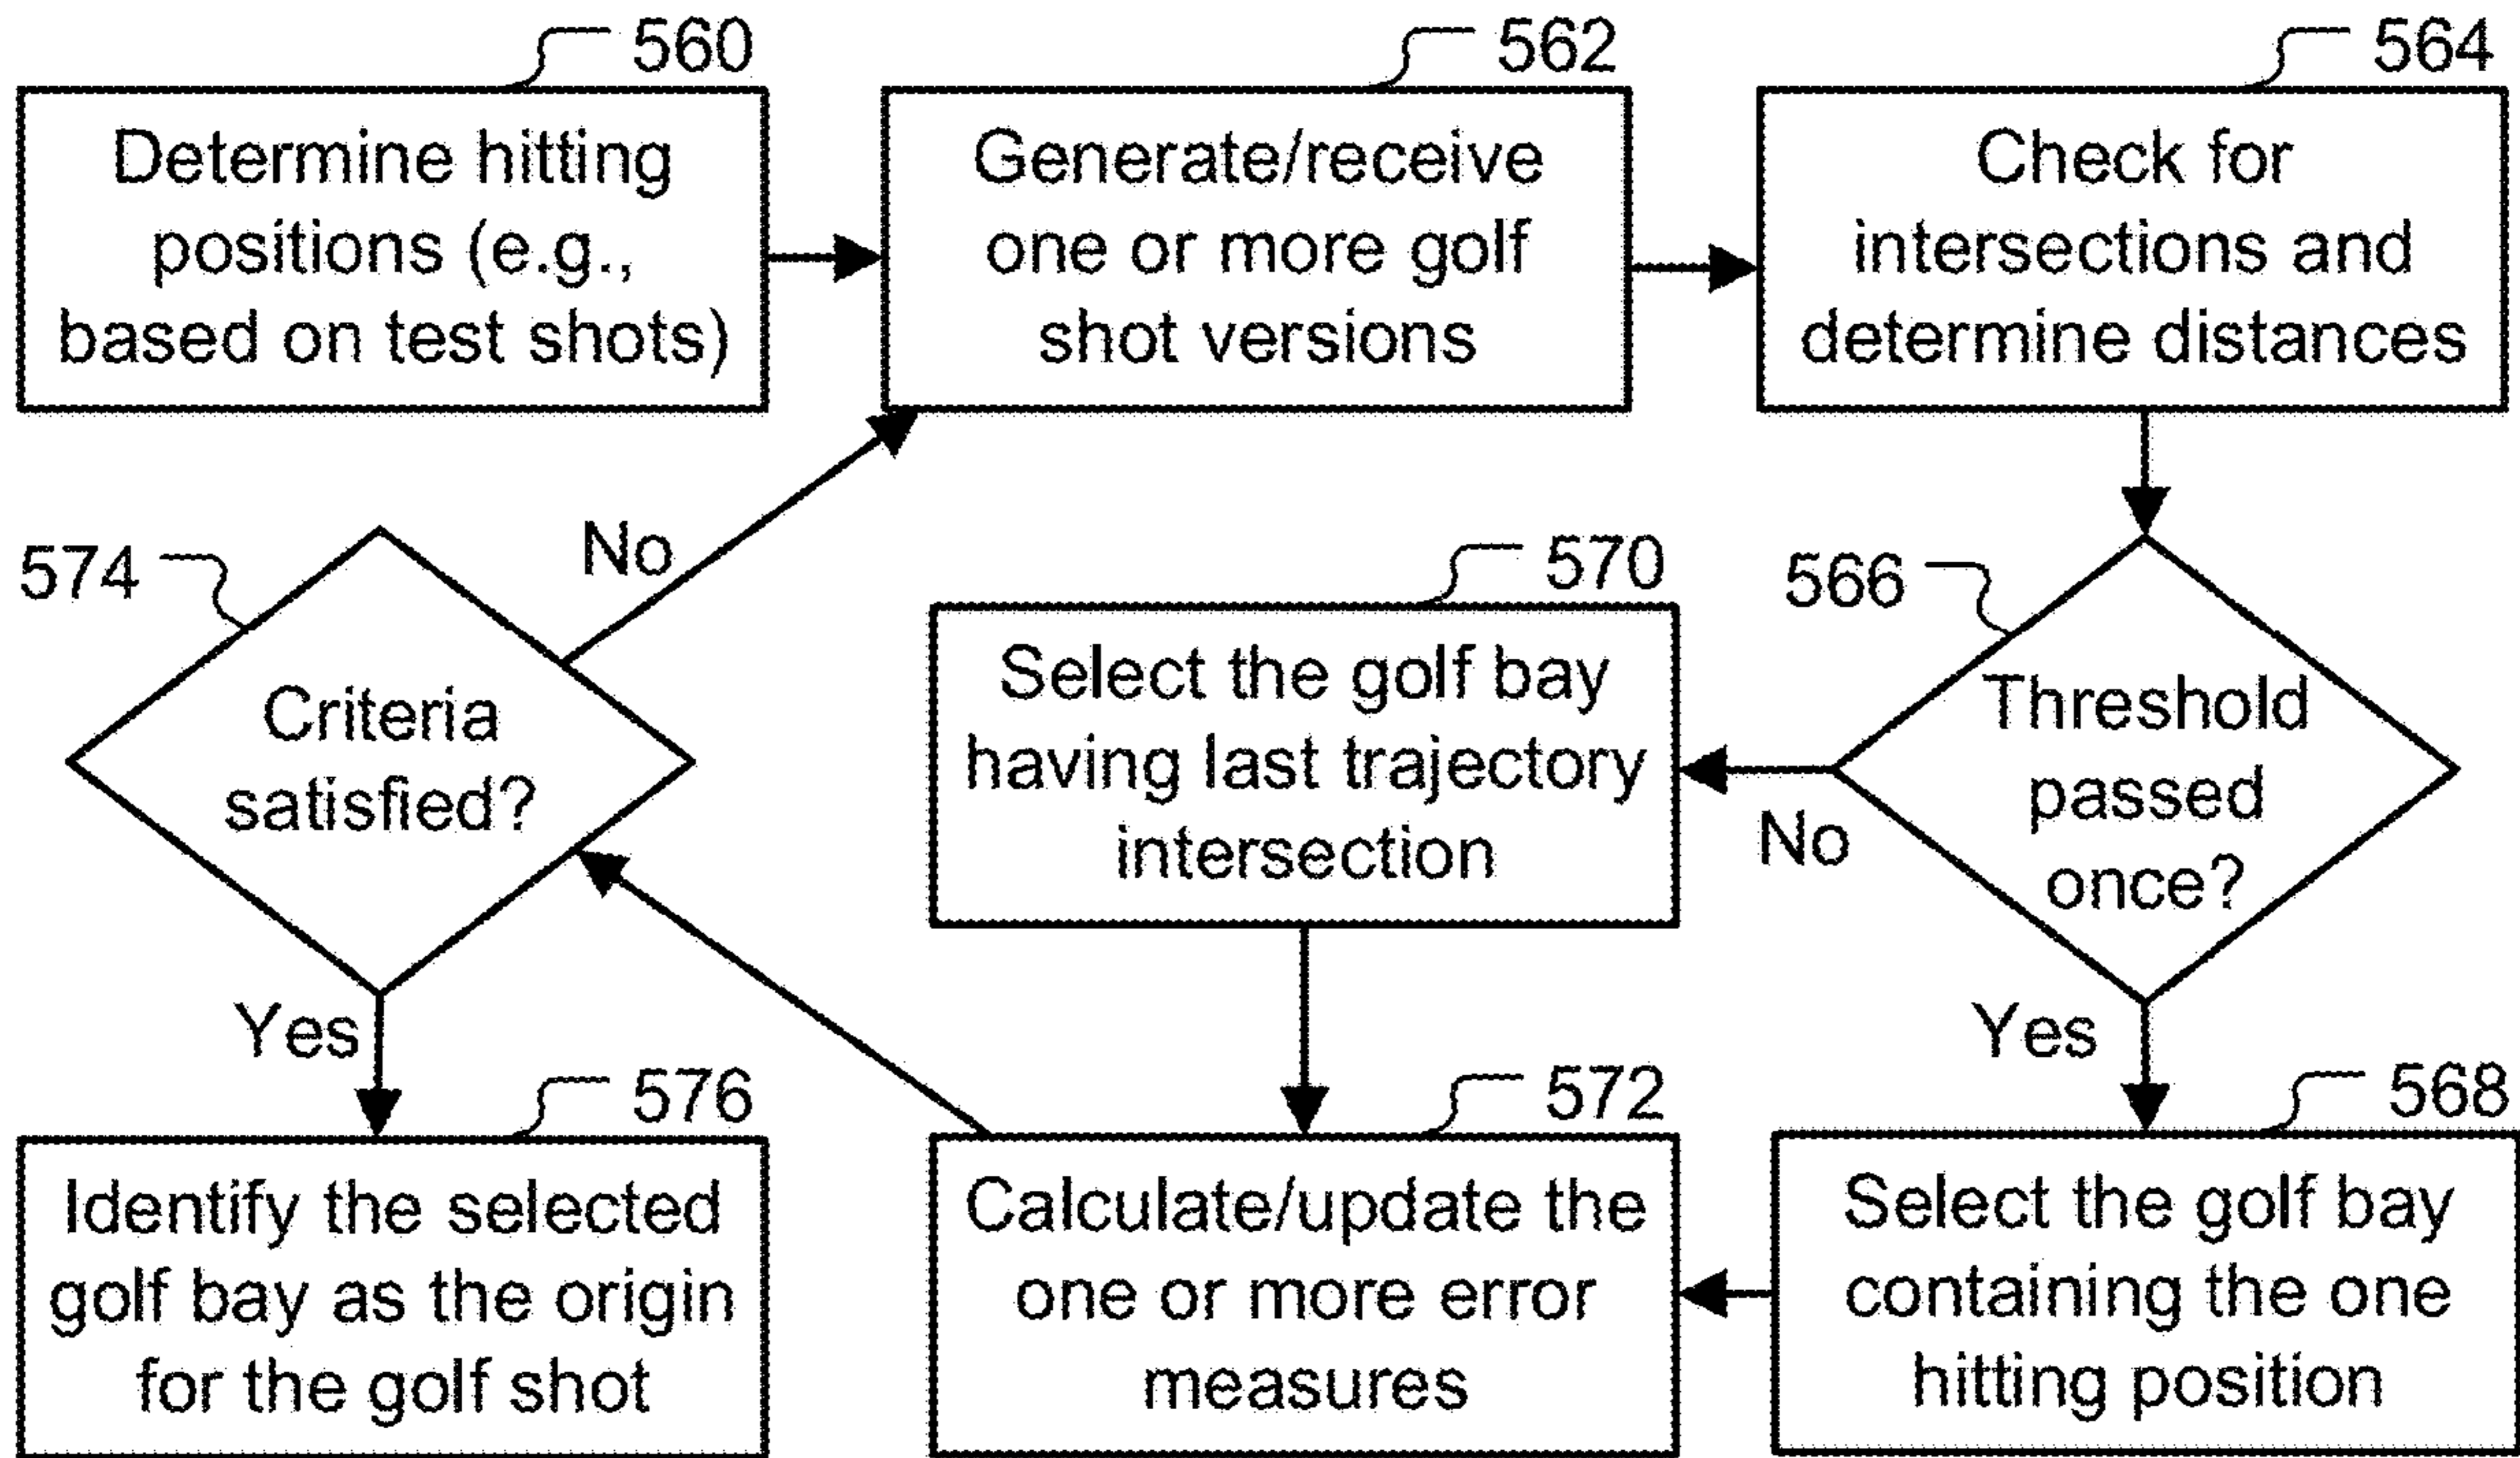 560
Determine hitting
positions (e.g.,
based on test shots)
562
Generate/receive
one or more golf
shot versions
564
Check for
intersections and
determine distances
566
Threshold
passed
once?
No
Yes
568
Select the golf bay
containing the one
hitting position
570
Select the golf bay
having last trajectory
intersection
572
Calculate/update the
one or more error
measures
574
Criteria
satisfied?
No
Yes
576
Identify the selected
golf bay as the origin
for the golf shot